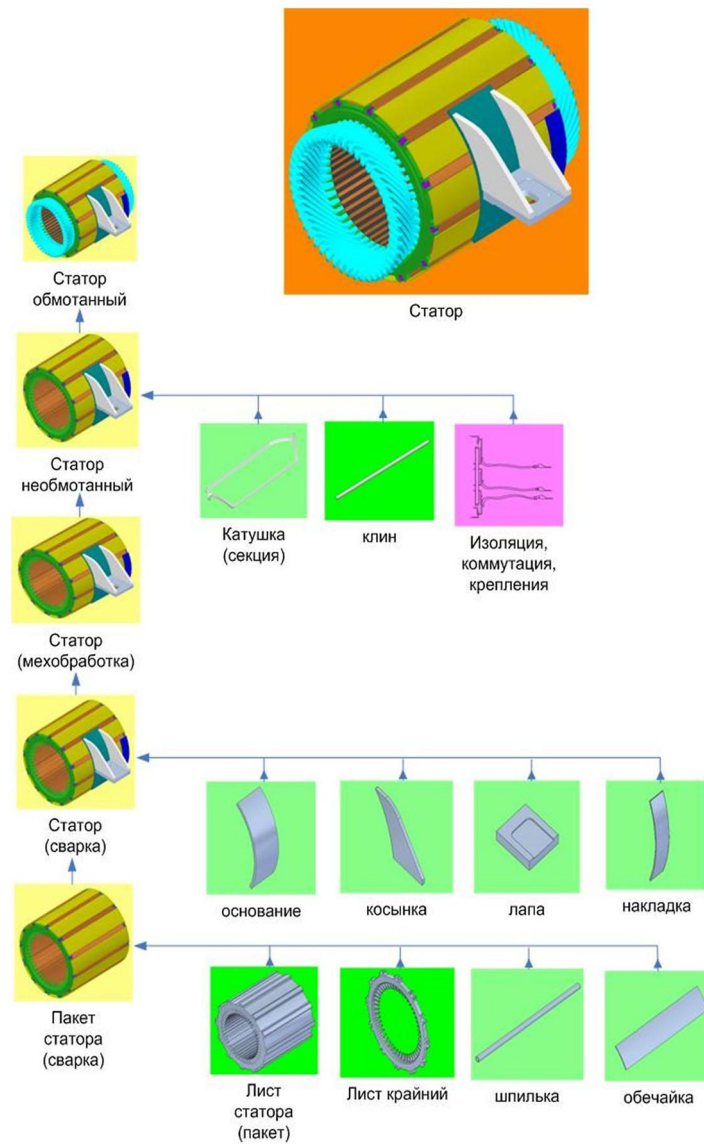 Статор
Статор
обмотанный
Статор
необмотанный
Катушка
(секция)
клин
Изоляция,
коммутация,
крепления
Статор
(мехобработка)
Статор
(сварка)
основание
косынка
лапа
накладка
Пакет
статора
(сварка)
Лист
статора
(пакет)
Лист крайний
шпилька
обечайка